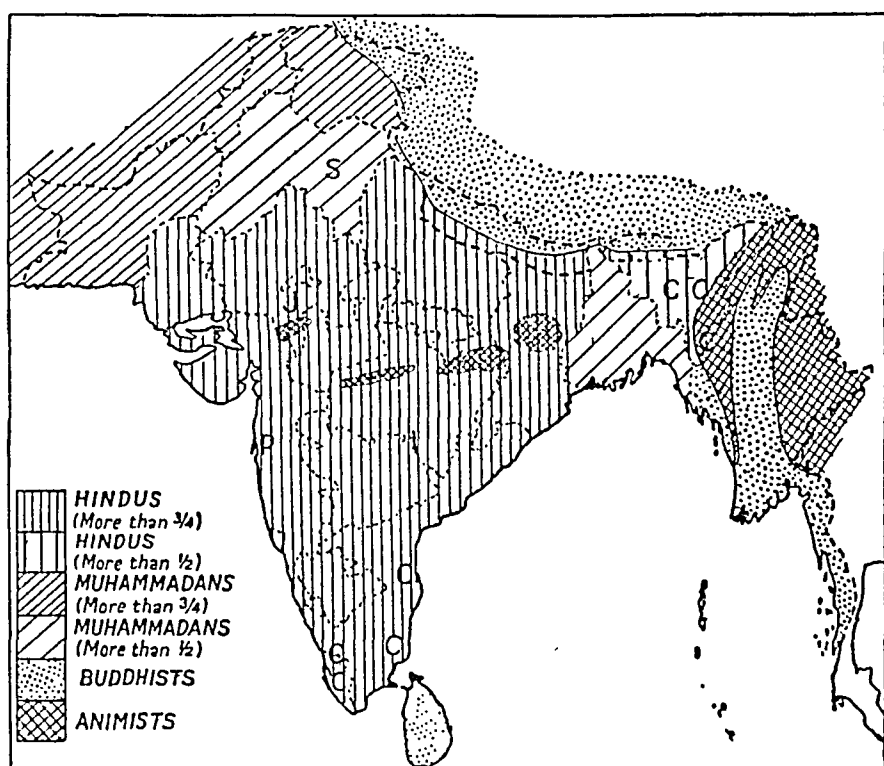 S
C C
J
C
P
HINDUS
(More than ¾)
HINDUS
(More than ½)
MUHAMMADANS
(More than ¾)
MUHAMMADANS
(More than ½)
BUDDHISTS
ANIMISTS
C
C
C
C